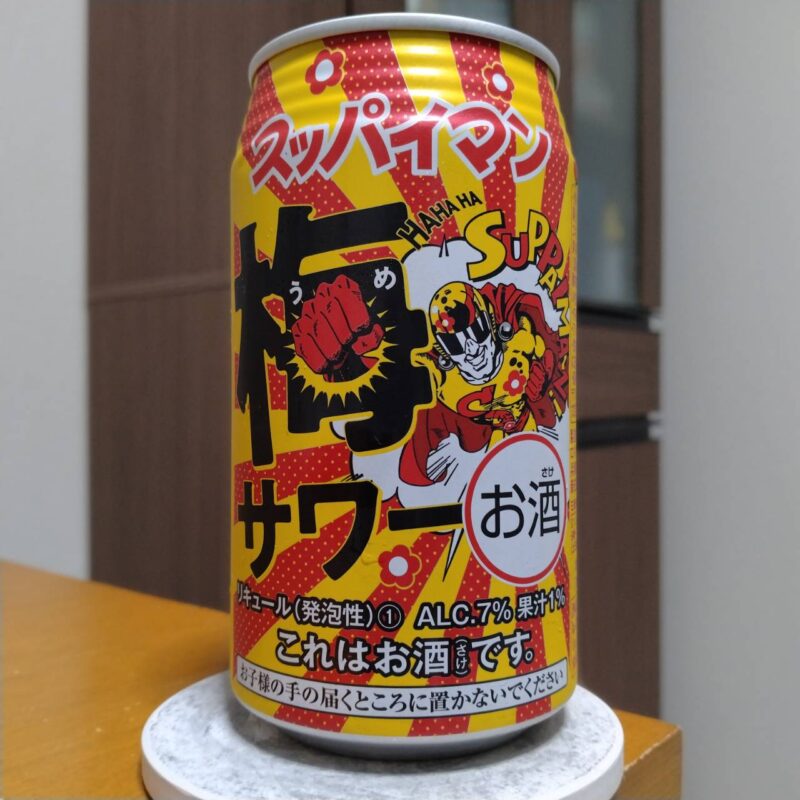 スッパイマン
HAHAHA
SUPPAIMAN
梅
うめ
サワー
さけ
お酒
リキュール(発泡性)① ALC.7% 果汁1%
これはお酒(さけ)です。
お子様の手の届くところに置かないでください